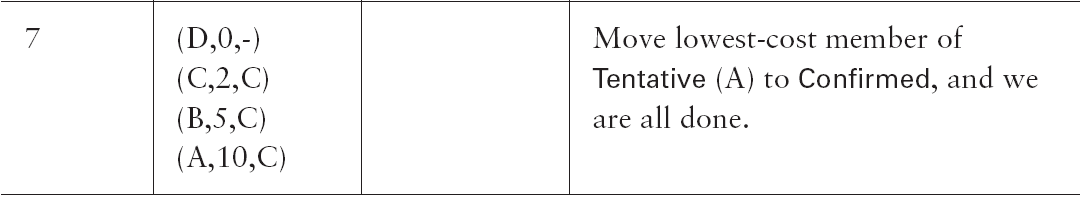 7 (D,0,-) Move lowest-cost member of
(C,2,C) Tentative (A) to Confirmed, and we
(B,5,C) are all done.
(A,10,C)